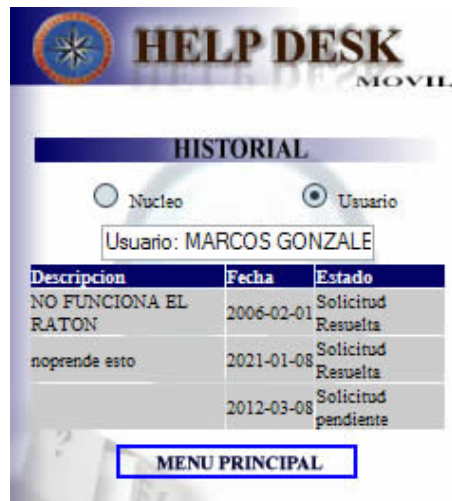 HELP DESK
MOVIL
HISTORIAL
Nucleo Usuario
Usuario: MARCOS GONZALE
Descripcion Fecha Estado
NO FUNCIONA EL RATON 2006-02-01 Solicitud Resuelta
noprende esto 2021-01-08 Solicitud Resuelta
2012-03-08 Solicitud pendiente
MENU PRINCIPAL